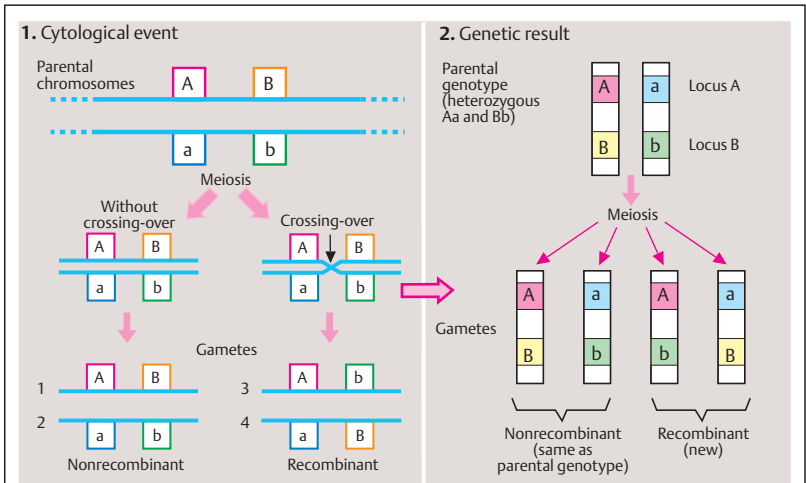 1. Cytological event
Parental
chromosomes
A
B
a
b
Meiosis
Without
crossing-over
Crossing-over
A
B
A
B
a
b
a
b
Gametes
1
A
B
3
A
b
2
4
a
b
a
B
Nonrecombinant
Recombinant
2. Genetic result
Parental
genotype
(heterozygous
Aa and Bb)
A
a
Locus A
B
b
Locus B
Meiosis
A
a
A
a
Gametes
B
b
b
B
Nonrecombinant
(same as
parental genotype)
Recombinant
(new)